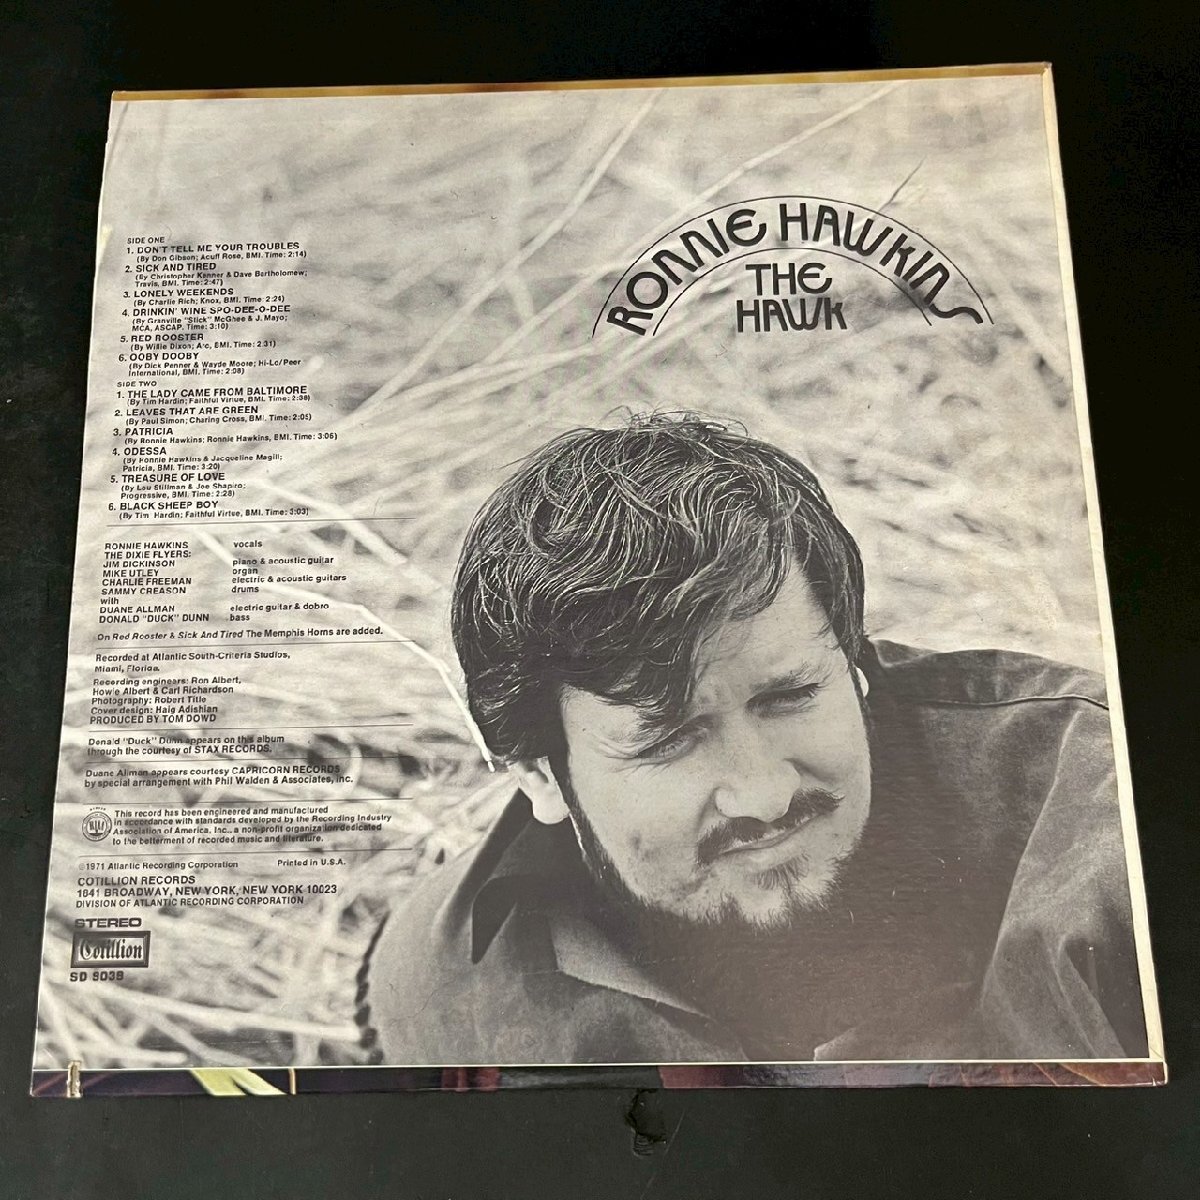 RONNIE HAWKINS
THE
HAWK
SIDE ONE
1. DON'T TELL ME YOUR TROUBLES
(By Don Gibson; Acuff Rose, BMI. Time: 2:14)
2. SICK AND TIRED
(By Christopher Kenner & Dave Bartholomew;
Travis, BMI. Time: 2:47)
3. LONELY WEEKENDS
(By Charlie Rich; Knox, BMI. Time: 2:24)
4. DRINKIN' WINE SPO-DEE-O-DEE
(By Granville "Stick" McGhee & J. Mayo;
MCA, ASCAP. Time: 3:10)
5. RED ROOSTER
(By Willie Dixon; Arc, BMI. Time: 2:31)
6. OOBY DOOBY
(By Dick Penner & Wayde Moore; Hi-Lo/Peer
International, BMI. Time: 2:08)
SIDE TWO
1. THE LADY CAME FROM BALTIMORE
(By Tim Hardin; Faithful Virtue, BMI. Time: 2:38)
2. LEAVES THAT ARE GREEN
(By Paul Simon; Charing Cross, BMI. Time: 2:05)
3. PATRICIA
(By Ronnie Hawkins; Ronnie Hawkins, BMI. Time: 3:06)
4. ODESSA
(By Ronnie Hawkins & Jacqueline Magill;
Patricia, BMI. Time: 3:20)
5. TREASURE OF LOVE
(By Lou Stillman & Joe Shapiro;
Progressive, BMI. Time: 2:28)
6. BLACK SHEEP BOY
(By Tim Hardin; Faithful Virtue, BMI. Time: 3:03)
RONNIE HAWKINS vocals
THE DIXIE FLYERS:
JIM DICKINSON piano & acoustic guitar
MIKE UTLEY organ
CHARLIE FREEMAN electric & acoustic guitars
SAMMY CREASON drums
with
DUANE ALLMAN electric guitar & dobro
DONALD "DUCK" DUNN bass
On Red Rooster & Sick And Tired The Memphis Horns are added.
Recorded at Atlantic South-Criteria Studios,
Miami, Florida.
Recording engineers: Ron Albert,
Howie Albert & Carl Richardson
Photography: Robert Title
Cover design: Haig Adishian
PRODUCED BY TOM DOWD
Donald "Duck" Dunn appears on this album
through the courtesy of STAX RECORDS.
Duane Allman appears courtesy CAPRICORN RECORDS
by special arrangement with Phil Walden & Associates, Inc.
This record has been engineered and manufactured
in accordance with standards developed by the Recording Industry
Association of America, Inc., a non-profit organization dedicated
to the betterment of recorded music and literature.
©1971 Atlantic Recording Corporation Printed in U.S.A.
COTILLION RECORDS
1841 BROADWAY, NEW YORK, NEW YORK 10023
DIVISION OF ATLANTIC RECORDING CORPORATION
STEREO
Cotillion
SD 9039